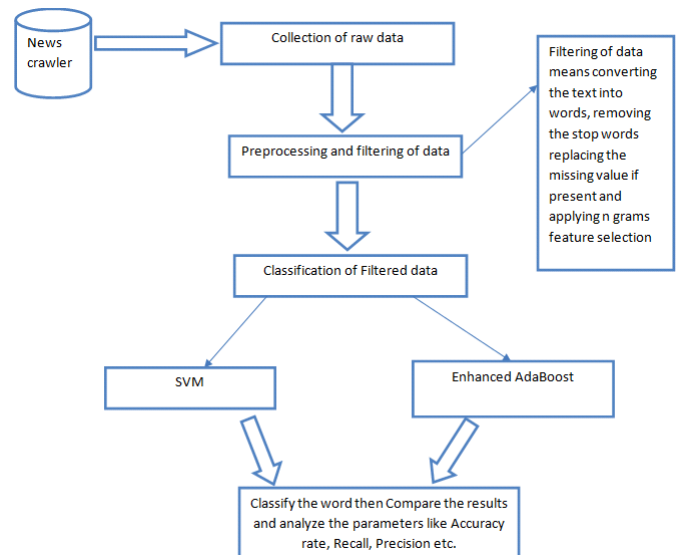 News
crawler
Collection of raw data
Preprocessing and filtering of data
Filtering of data
means converting
the text into
words, removing
the stop words
replacing the
missing value if
present and
applying n grams
feature selection
Classification of Filtered data
SVM
Enhanced AdaBoost
Classify the word then Compare the results
and analyze the parameters like Accuracy
rate, Recall, Precision etc.